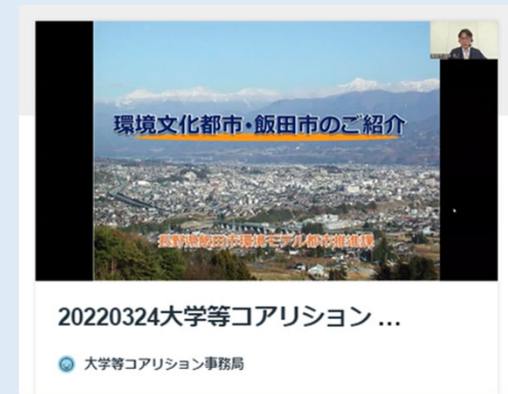 環境文化都市・飯田市のご紹介
長野県飯田市環境モデル都市推進課
20220324大学等コアリション ...
大学等コアリション事務局